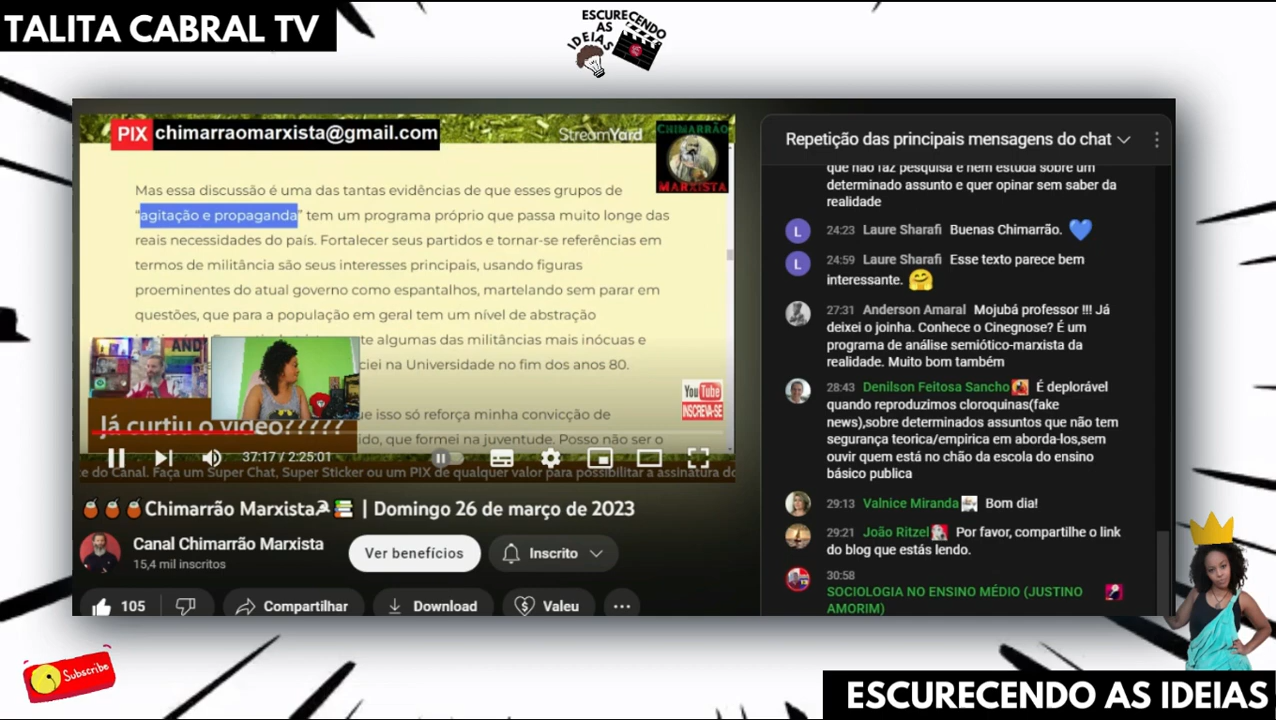 TALITA CABRAL TV
ESCURECENDO
AS
IDEIAS
PIX chimarraomarxista@gmail.com
StreamYard
CHIMARRÃO
MARXISTA
Mas essa discussão é uma das tantas evidências de que esses grupos de
“agitação e propaganda” tem um programa próprio que passa muito longe das
reais necessidades do país. Fortalecer seus partidos e tornar-se referências em
termos de militância são seus interesses principais, usando figuras
proeminentes do atual governo como espantalhos, martelando sem parar em
questões, que para a população em geral tem um nível de abstração
te algumas das militâncias mais inócuas e
ciei na Universidade no fim dos anos 80.
ue isso só reforça minha convicção de
ido, que formei na juventude. Posso não ser o
AND
YouTube
INSCREVA-SE
Já curtiu o vídeo?????
37:17 / 2:25:01
te do Canal. Faça um Super Chat, Super Sticker ou um PIX de qualquer valor para possibilitar a assinatura do
Chimarrão Marxista | Domingo 26 de março de 2023
Canal Chimarrão Marxista
15,4 mil inscritos
Ver benefícios
Inscrito
105
Compartilhar
Download
Valeu
Repetição das principais mensagens do chat
que não faz pesquisa e nem estuda sobre um
determinado assunto e quer opinar sem saber da
realidade
L 24:23 Laure Sharafi Buenas Chimarrão. 💙
L 24:59 Laure Sharafi Esse texto parece bem
interessante. 🤗
27:31 Anderson Amaral Mojubá professor !!! Já
deixei o joinha. Conhece o Cinegnose? É um
programa de análise semiótico-marxista da
realidade. Muito bom também
28:43 Denilson Feitosa Sancho É deplorável
quando reproduzimos cloroquinas(fake
news),sobre determinados assuntos que não tem
segurança teorica/empirica em aborda-los,sem
ouvir quem está no chão da escola do ensino
básico publica
29:13 Valnice Miranda Bom dia!
29:21 João Ritzel Por favor, compartilhe o link
do blog que estás lendo.
30:58
SOCIOLOGIA NO ENSINO MÉDIO (JUSTINO
AMORIM)
Subscribe
ESCURECENDO AS IDEIAS